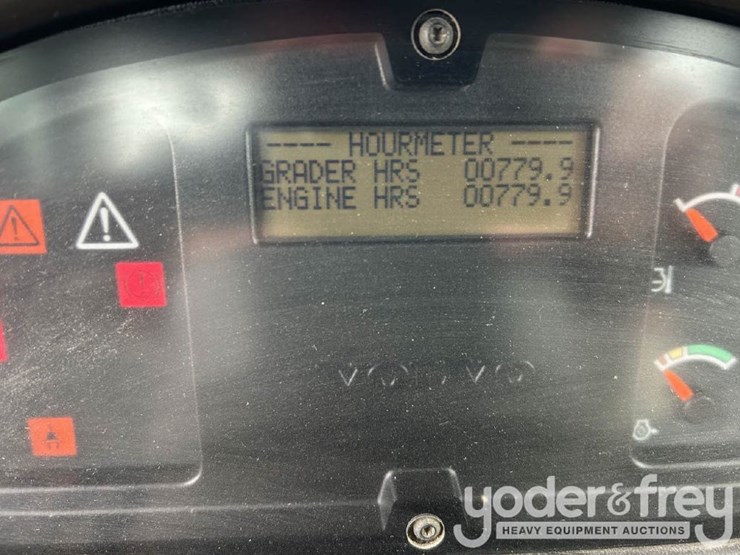 ---- HOURMETER ----
GRADER HRS 00779.9
ENGINE HRS 00779.9
VOLVO
yoder&frey
HEAVY EQUIPMENT AUCTIONS